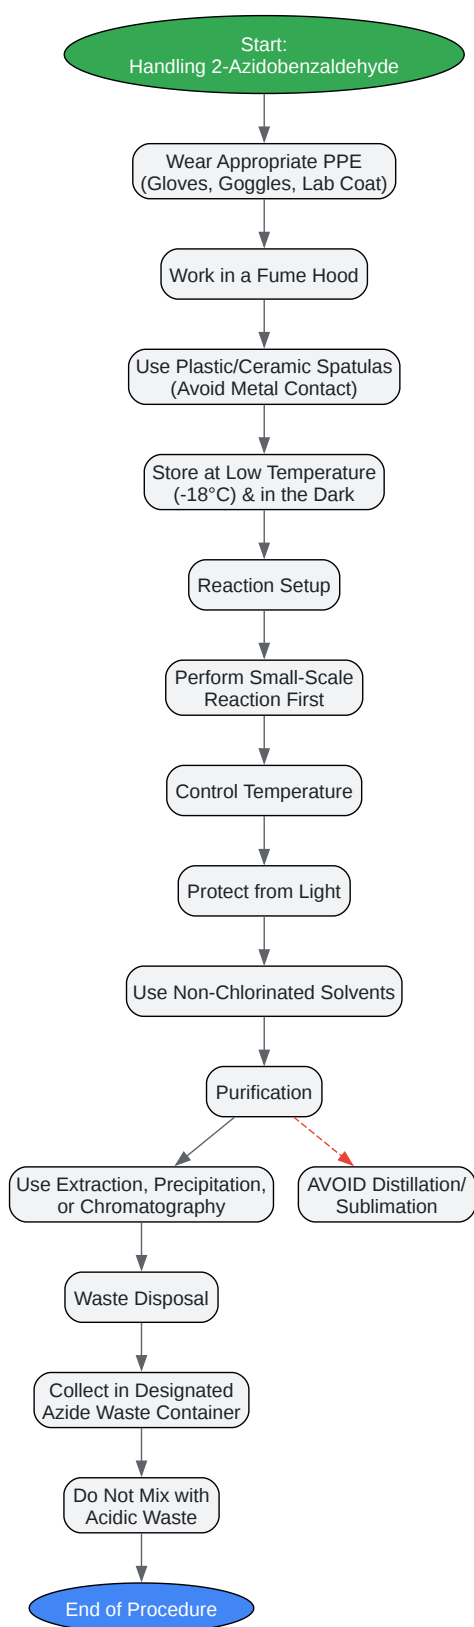 Start:
Handling 2-Azidobenzaldehyde
Wear Appropriate PPE
(Gloves, Goggles, Lab Coat)
Work in a Fume Hood
Use Plastic/Ceramic Spatulas
(Avoid Metal Contact)
Store at Low Temperature
(-18°C) & in the Dark
Reaction Setup
Perform Small-Scale
Reaction First
Control Temperature
Protect from Light
Use Non-Chlorinated Solvents
Purification
Use Extraction, Precipitation,
or Chromatography
AVOID Distillation/
Sublimation
Waste Disposal
Collect in Designated
Azide Waste Container
Do Not Mix with
Acidic Waste
End of Procedure